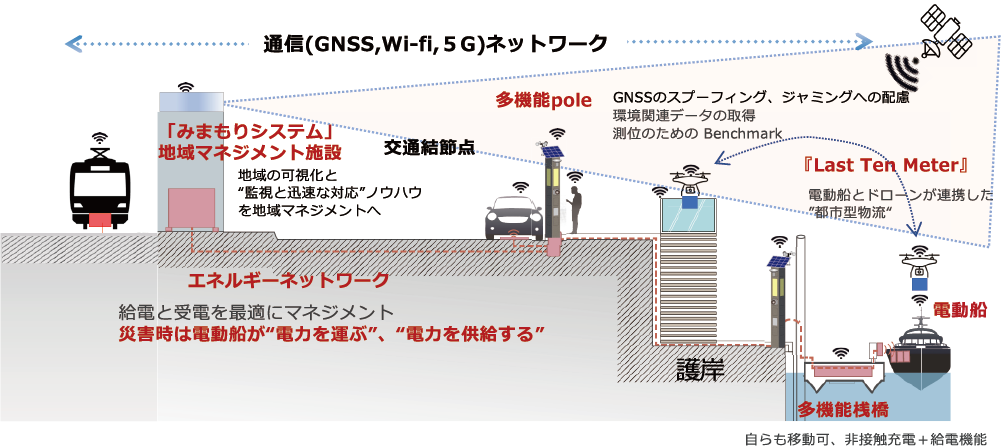 通信(GNSS,Wi-fi,５G)ネットワーク
多機能pole
GNSSのスプーフィング、ジャミングへの配慮
環境関連データの取得
測位のための Benchmark
「みまもりシステム」
地域マネジメント施設
交通結節点
地域の可視化と
“監視と迅速な対応”ノウハウ
を地域マネジメントへ
『Last Ten Meter』
電動船とドローンが連携した
“都市型物流“
エネルギーネットワーク
給電と受電を最適にマネジメント
災害時は電動船が“電力を運ぶ”、“電力を供給する”
電動船
護岸
多機能桟橋
自らも移動可、非接触充電＋給電機能